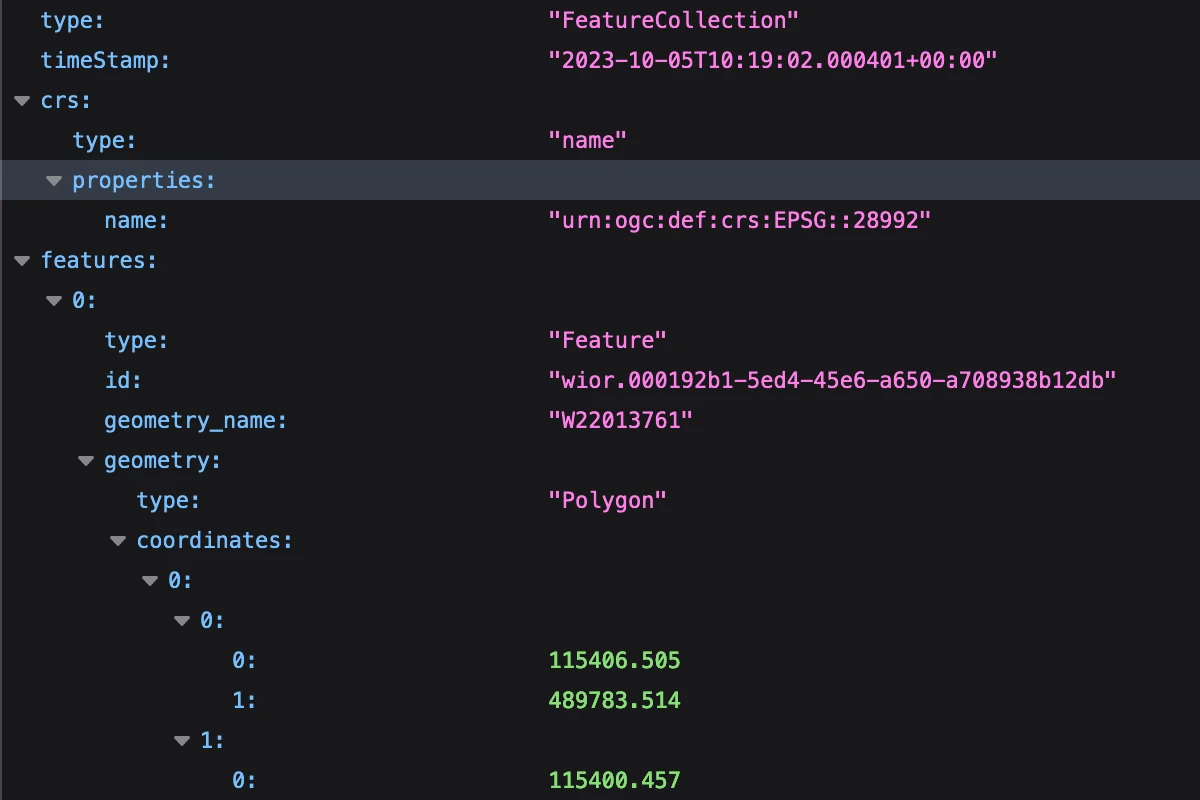 type: "FeatureCollection"
timeStamp: "2023-10-05T10:19:02.000401+00:00"
crs:
type: "name"
properties:
name: "urn:ogc:def:crs:EPSG::28992"
features:
0:
type: "Feature"
id: "wior.000192b1-5ed4-45e6-a650-a708938b12db"
geometry_name: "W22013761"
geometry:
type: "Polygon"
coordinates:
0:
0:
0: 115406.505
1: 489783.514
1:
0: 115400.457